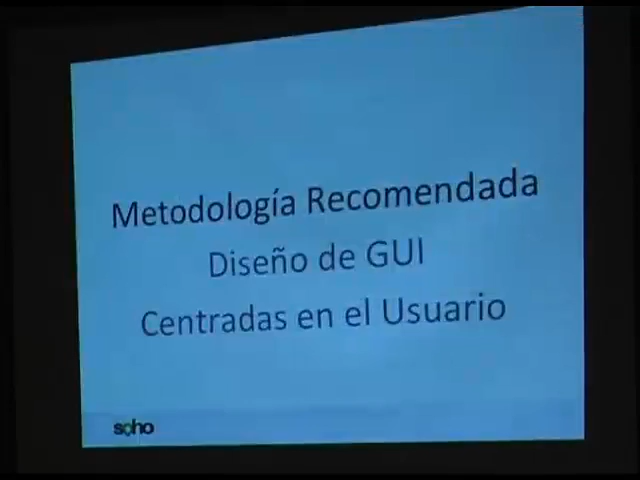 Metodología Recomendada
Diseño de GUI
Centradas en el Usuario
soho